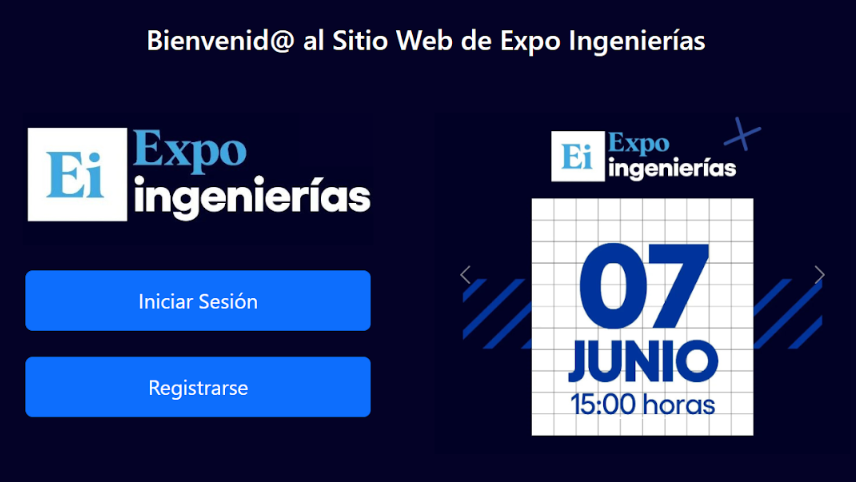 Bienvenid@ al Sitio Web de Expo Ingenierías
Ei
Expo
ingenierías
Iniciar Sesión
Registrarse
Ei
Expo
ingenierías
07
JUNIO
15:00 horas